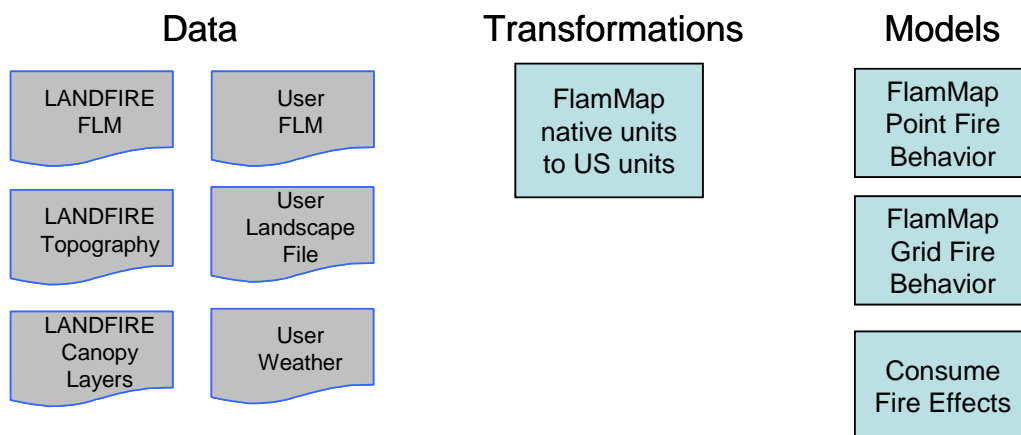 Data
Transformations
Models
LANDFIRE
FLM
User
FLM
LANDFIRE
Topography
User
Landscape
File
LANDFIRE
Canopy
Layers
User
Weather
FlamMap
native units
to US units
FlamMap
Point Fire
Behavior
FlamMap
Grid Fire
Behavior
Consume
Fire Effects